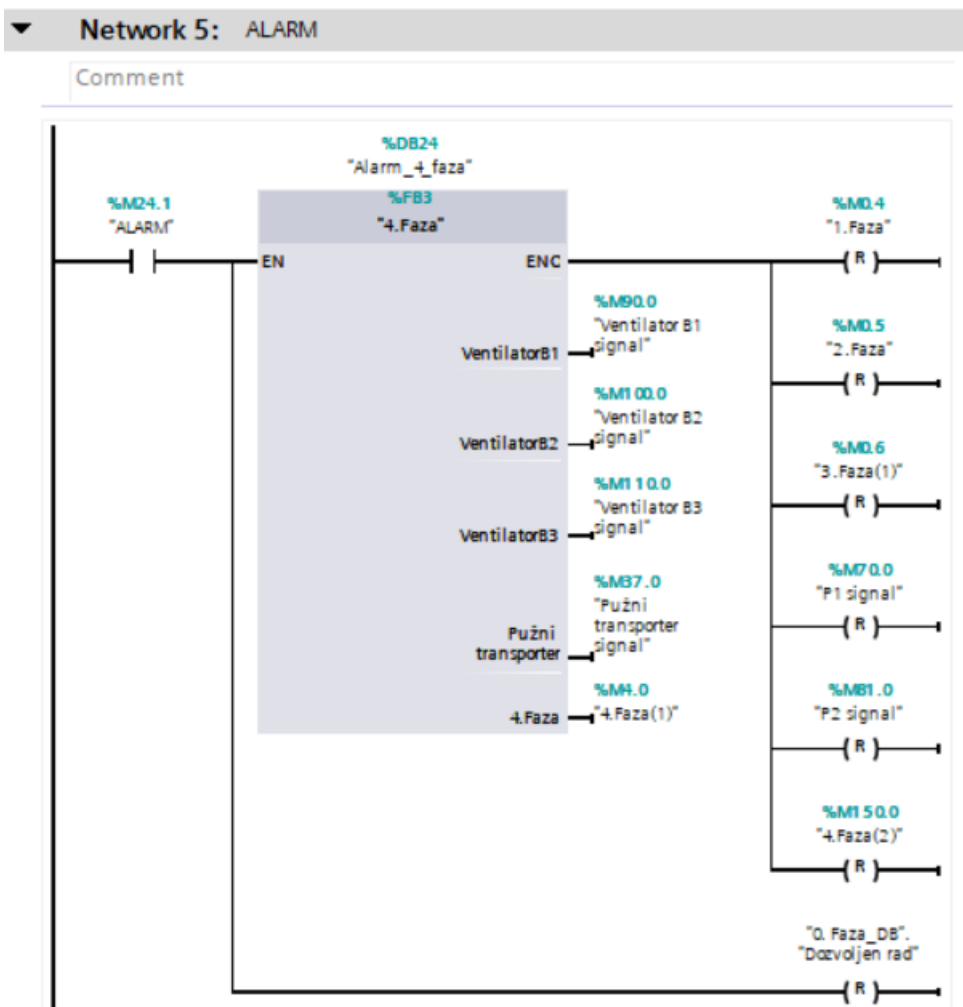 Network 5: ALARM
Comment
%DB24
"Alarm_4_faza"
%M24.1
"ALARM"
%FB3
"4.Faza"
EN
ENO
%M0.4
"1.Faza"
( R )
%M90.0
"Ventilator B1
signal"
VentilatorB1
%M0.5
"2.Faza"
( R )
%M100.0
"Ventilator B2
signal"
VentilatorB2
%M0.6
"3.Faza(1)"
( R )
%M110.0
"Ventilator B3
signal"
VentilatorB3
%M70.0
"P1 signal"
( R )
%M37.0
"Pužni
transporter
signal"
Pužni
transporter
%M81.0
"P2 signal"
( R )
%M4.0
"4.Faza(1)"
4.Faza
%M150.0
"4.Faza(2)"
( R )
"0. Faza_DB".
"Dozvoljen rad"
( R )